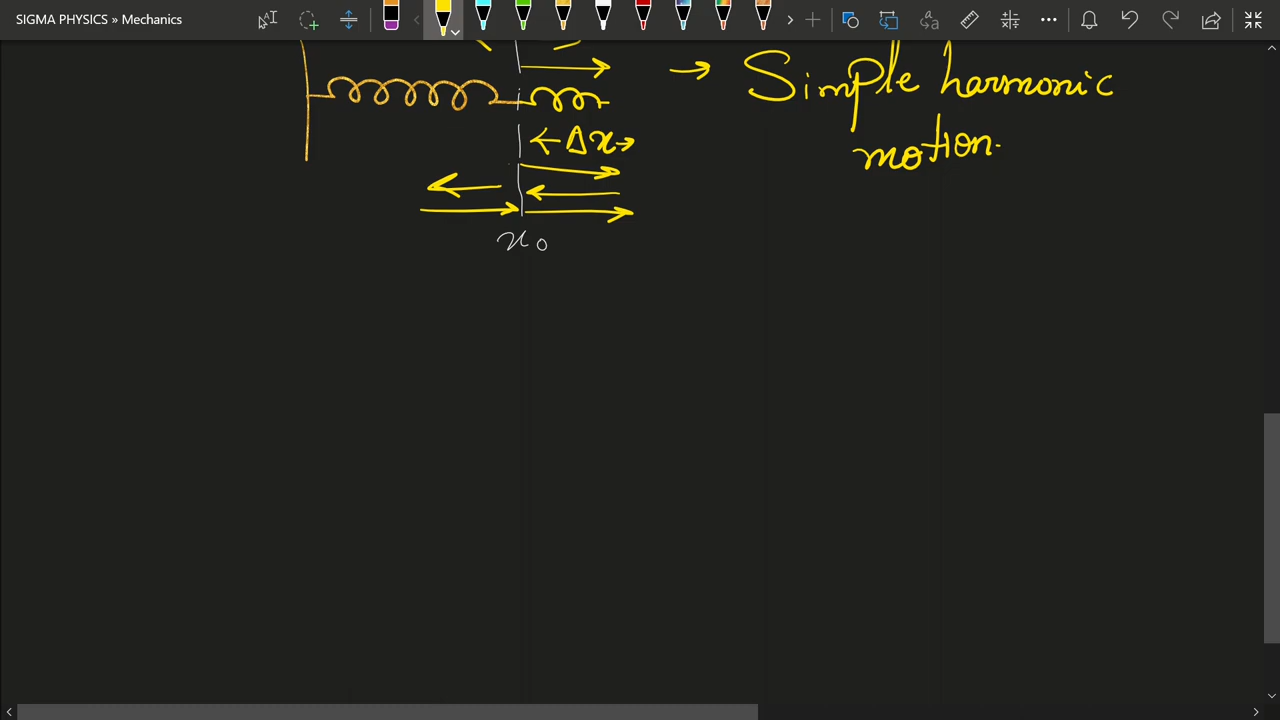 SIGMA PHYSICS » Mechanics
→ Simple harmonic
motion.
←Δx→
x₀